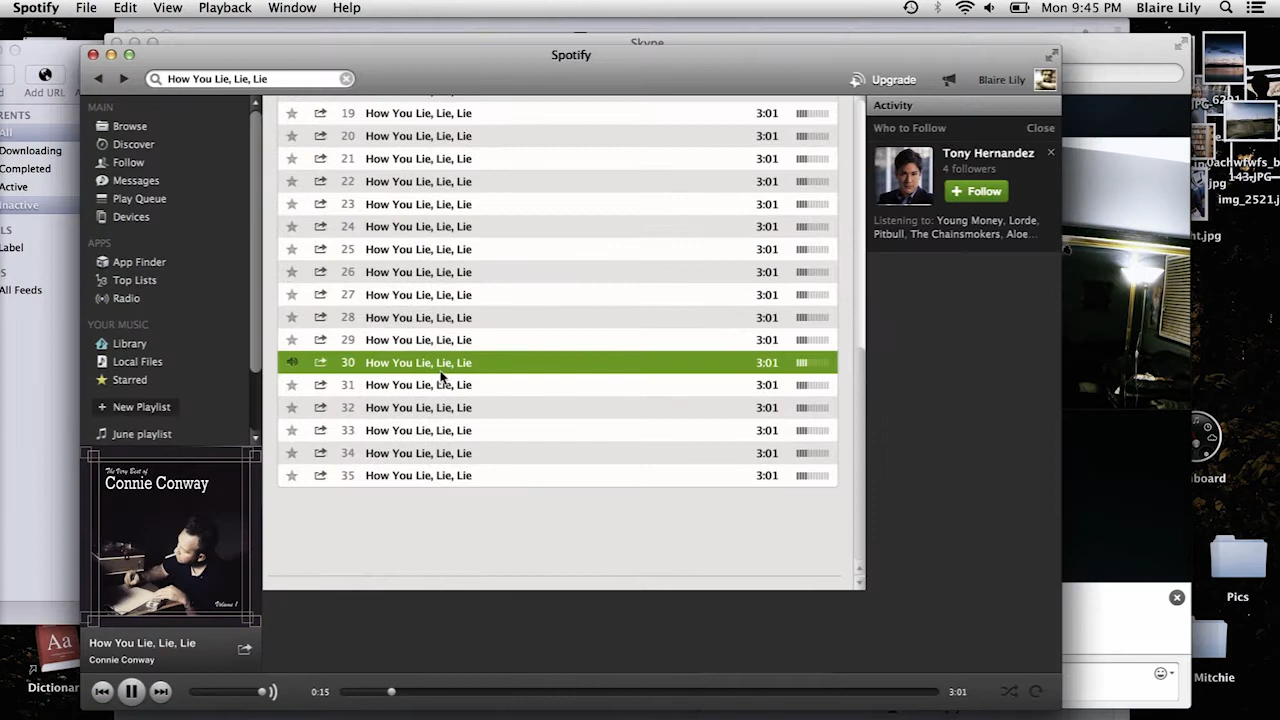 Spotify File Edit View Playback Window Help
Mon 9:45 PM Blaire Lily
Skype
Spotify
How You Lie, Lie, Lie
Upgrade
Blaire Lily
Add URL
All
Downloading
Completed
Active
Inactive
Label
All Feeds
MAIN
Browse
Discover
Follow
Messages
Play Queue
Devices
APPS
App Finder
Top Lists
Radio
YOUR MUSIC
Library
Local Files
Starred
+ New Playlist
June playlist
The Very Best of
Connie Conway
Volume 1
How You Lie, Lie, Lie
Connie Conway
19 How You Lie, Lie, Lie 3:01
20 How You Lie, Lie, Lie 3:01
21 How You Lie, Lie, Lie 3:01
22 How You Lie, Lie, Lie 3:01
23 How You Lie, Lie, Lie 3:01
24 How You Lie, Lie, Lie 3:01
25 How You Lie, Lie, Lie 3:01
26 How You Lie, Lie, Lie 3:01
27 How You Lie, Lie, Lie 3:01
28 How You Lie, Lie, Lie 3:01
29 How You Lie, Lie, Lie 3:01
30 How You Lie, Lie, Lie 3:01
31 How You Lie, Lie, Lie 3:01
32 How You Lie, Lie, Lie 3:01
33 How You Lie, Lie, Lie 3:01
34 How You Lie, Lie, Lie 3:01
35 How You Lie, Lie, Lie 3:01
Activity
Who to Follow Close
Tony Hernandez
4 followers
+ Follow
Listening to: Young Money, Lorde,
Pitbull, The Chainsmokers, Aloe...
0:15 3:01
143.JPG
img_2521.j
Pics
Mitchie
Aa
Dictionar